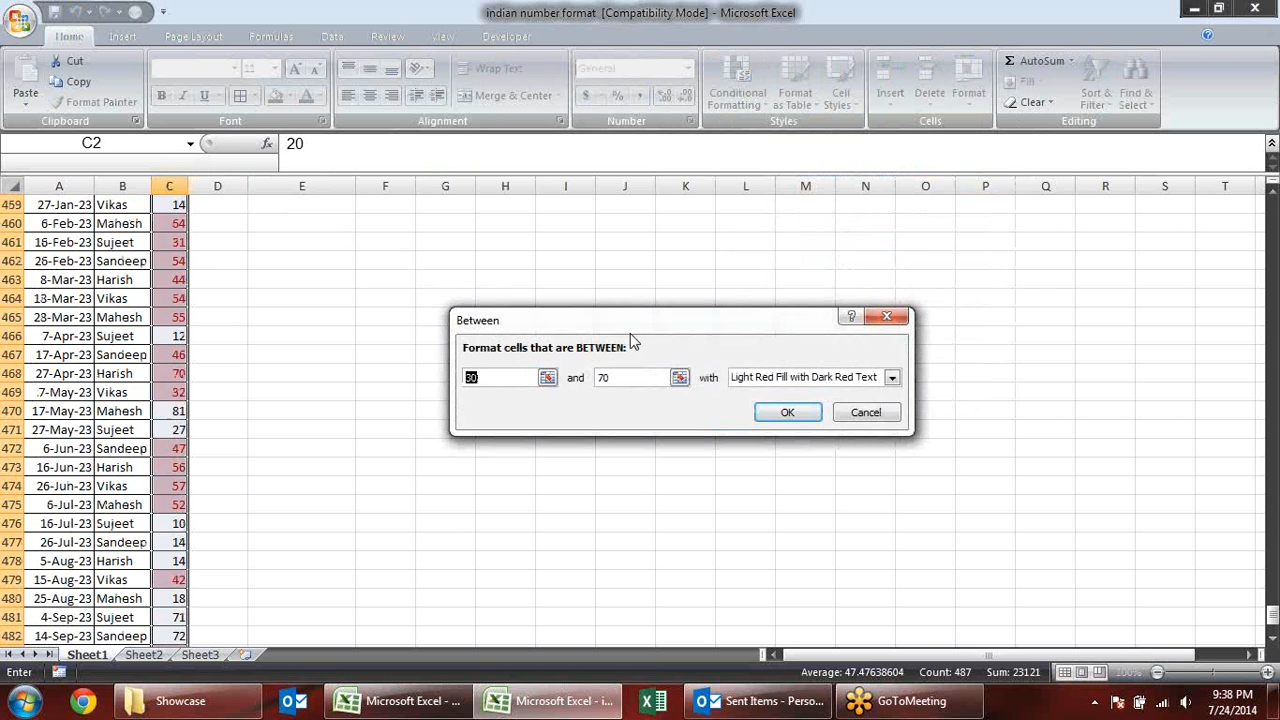 indian number format  [Compatibility Mode] - Microsoft Excel
Home Insert Page Layout Formulas Data Review View Developer
Cut
Copy
Format Painter
Paste
Clipboard
11
B I U
Font
Wrap Text
Merge & Center
Alignment
General
$ % ,
Number
Conditional Formatting
Format as Table
Cell Styles
Styles
Insert Delete Format
Cells
AutoSum
Fill
Clear
Sort & Filter
Find & Select
Editing
C2 fx 20
A B C D E F G H I J K L M N O P Q R S T
459 27-Jan-23 Vikas 14
460 6-Feb-23 Mahesh 64
461 16-Feb-23 Sujeet 31
462 26-Feb-23 Sandeep 54
463 8-Mar-23 Harish 44
464 18-Mar-23 Vikas 54
465 28-Mar-23 Mahesh 55
466 7-Apr-23 Sujeet 12
467 17-Apr-23 Sandeep 46
468 27-Apr-23 Harish 70
469 7-May-23 Vikas 32
470 17-May-23 Mahesh 81
471 27-May-23 Sujeet 27
472 6-Jun-23 Sandeep 47
473 16-Jun-23 Harish 56
474 26-Jun-23 Vikas 57
475 6-Jul-23 Mahesh 52
476 16-Jul-23 Sujeet 10
477 26-Jul-23 Sandeep 14
478 5-Aug-23 Harish 14
479 15-Aug-23 Vikas 42
480 25-Aug-23 Mahesh 18
481 4-Sep-23 Sujeet 71
482 14-Sep-23 Sandeep 72
Between
Format cells that are BETWEEN:
30 and 70 with Light Red Fill with Dark Red Text
OK Cancel
Sheet1 Sheet2 Sheet3
Enter Average: 47.47638604 Count: 487 Sum: 23121 100%
Showcase Microsoft Excel - ... Microsoft Excel - i... Sent Items - Perso... GoToMeeting
9:38 PM
7/24/2014